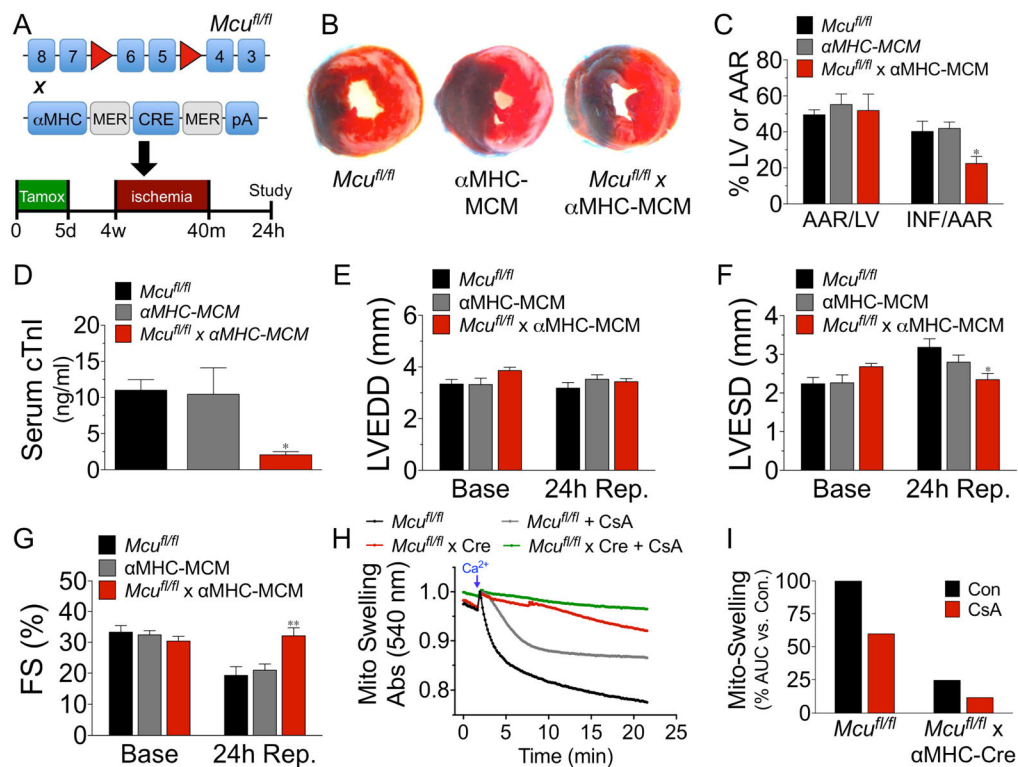 A
Mcu^fl/fl
8 7 6 5 4 3
x
αMHC MER CRE MER pA
Tamox ischemia Study
0 5d 4w 40m 24h
B
Mcu^fl/fl
αMHC-
MCM
Mcu^fl/fl x
αMHC-MCM
C
Mcu^fl/fl
αMHC-MCM
Mcu^fl/fl x αMHC-MCM
% LV or AAR
80
60
40
20
0
*
AAR/LV INF/AAR
D
Mcu^fl/fl
αMHC-MCM
Mcu^fl/fl x αMHC-MCM
Serum cTnI
(ng/ml)
20
15
10
5
0
*
E
Mcu^fl/fl
αMHC-MCM
Mcu^fl/fl x αMHC-MCM
LVEDD (mm)
6
4
2
0
Base 24h Rep.
F
Mcu^fl/fl
αMHC-MCM
Mcu^fl/fl x αMHC-MCM
LVESD (mm)
4
3
2
1
0
*
Base 24h Rep.
G
Mcu^fl/fl
αMHC-MCM
Mcu^fl/fl x αMHC-MCM
FS (%)
50
40
30
20
10
0
**
Base 24h Rep.
H
Mcu^fl/fl Mcu^fl/fl + CsA
Mcu^fl/fl x Cre Mcu^fl/fl x Cre + CsA
Ca²⁺
Mito Swelling
Abs (540 nm)
1.0
0.9
0.8
0 5 10 15 20 25
Time (min)
I
Con
CsA
Mito-Swelling
(% AUC vs. Con.)
100
75
50
25
0
Mcu^fl/fl
Mcu^fl/fl x
αMHC-Cre